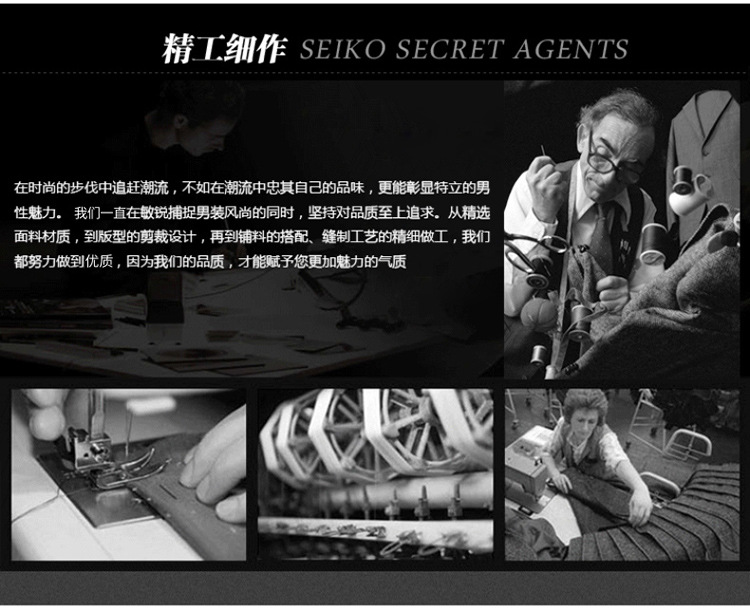 精工细作 SEIKO SECRET AGENTS
在时尚的步伐中追赶潮流，不如在潮流中忠其自己的品味，更能彰显特立的男
性魅力。 我们一直在敏锐捕捉男装风尚的同时，坚持对品质至上追求。从精选
面料材质，到版型的剪裁设计，再到辅料的搭配、缝制工艺的精细做工，我们
都努力做到优质，因为我们的品质，才能赋予您更加魅力的气质